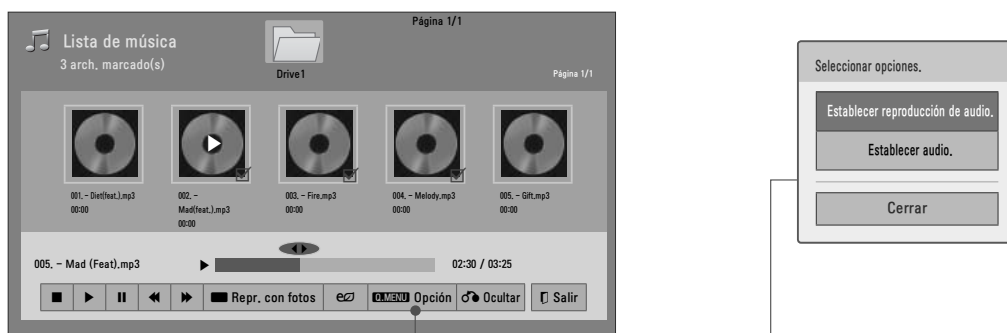 Página 1/1
Lista de música
3 arch. marcado(s)
Drive1
Página 1/1
001. - Diet(feat.).mp3
00:00
002. -
Mad(feat.).mp3
00:00
003. - Fire.mp3
00:00
004. - Melody.mp3
00:00
005. - Gift.mp3
00:00
005. - Mad (Feat).mp3
02:30 / 03:25
Repr. con fotos
Q.MENU Opción
Ocultar
Salir
Seleccionar opciones.
Establecer reproducción de audio.
Establecer audio.
Cerrar